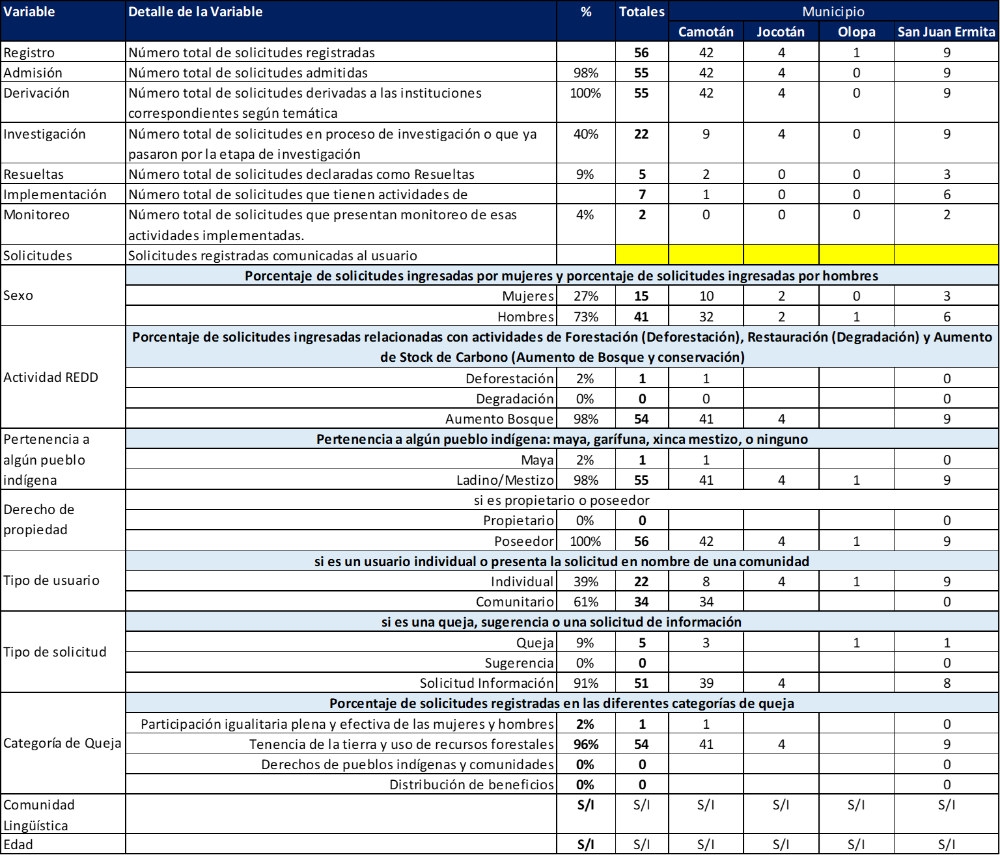 Variable Detalle de la Variable % Totales Municipio
Camotán Jocotán Olopa San Juan Ermita
Registro Número total de solicitudes registradas 56 42 4 1 9
Admisión Número total de solicitudes admitidas 98% 55 42 4 0 9
Derivación Número total de solicitudes derivadas a las instituciones 100% 55 42 4 0 9
correspondientes según temática
Investigación Número total de solicitudes en proceso de investigación o que ya 40% 22 9 4 0 9
pasaron por la etapa de investigación
Resueltas Número total de solicitudes declaradas como Resueltas 9% 5 2 0 0 3
Implementación Número total de solicitudes que tienen actividades de 7 1 0 0 6
Monitoreo Número total de solicitudes que presentan monitoreo de esas 4% 2 0 0 0 2
actividades implementadas.
Solicitudes Solicitudes registradas comunicadas al usuario
Porcentaje de solicitudes ingresadas por mujeres y porcentaje de solicitudes ingresadas por hombres
Sexo
Mujeres 27% 15 10 2 0 3
Hombres 73% 41 32 2 1 6
Porcentaje de solicitudes ingresadas relacionadas con actividades de Forestación (Deforestación), Restauración (Degradación) y Aumento
de Stock de Carbono (Aumento de Bosque y conservación)
Actividad REDD
Deforestación 2% 1 1 0
Degradación 0% 0 0 0
Aumento Bosque 98% 54 41 4 9
Pertenencia a Pertenencia a algún pueblo indígena: maya, garífuna, xinca mestizo, o ninguno
algún pueblo Maya 2% 1 1 0
indígena Ladino/Mestizo 98% 55 41 4 1 9
si es propietario o poseedor
Derecho de
propiedad
Propietario 0% 0 0
Poseedor 100% 56 42 4 1 9
si es un usuario individual o presenta la solicitud en nombre de una comunidad
Tipo de usuario
Individual 39% 22 8 4 1 9
Comunitario 61% 34 34 0
si es una queja, sugerencia o una solicitud de información
Tipo de solicitud
Queja 9% 5 3 1 1
Sugerencia 0% 0 0
Solicitud Información 91% 51 39 4 8
Porcentaje de solicitudes registradas en las diferentes categorías de queja
Categoría de Queja
Participación igualitaria plena y efectiva de las mujeres y hombres 2% 1 1 0
Tenencia de la tierra y uso de recursos forestales 96% 54 41 4 9
Derechos de pueblos indígenas y comunidades 0% 0 0
Distribución de beneficios 0% 0 0
Comunidad S/I S/I S/I S/I S/I S/I
Lingüística
Edad S/I S/I S/I S/I S/I S/I